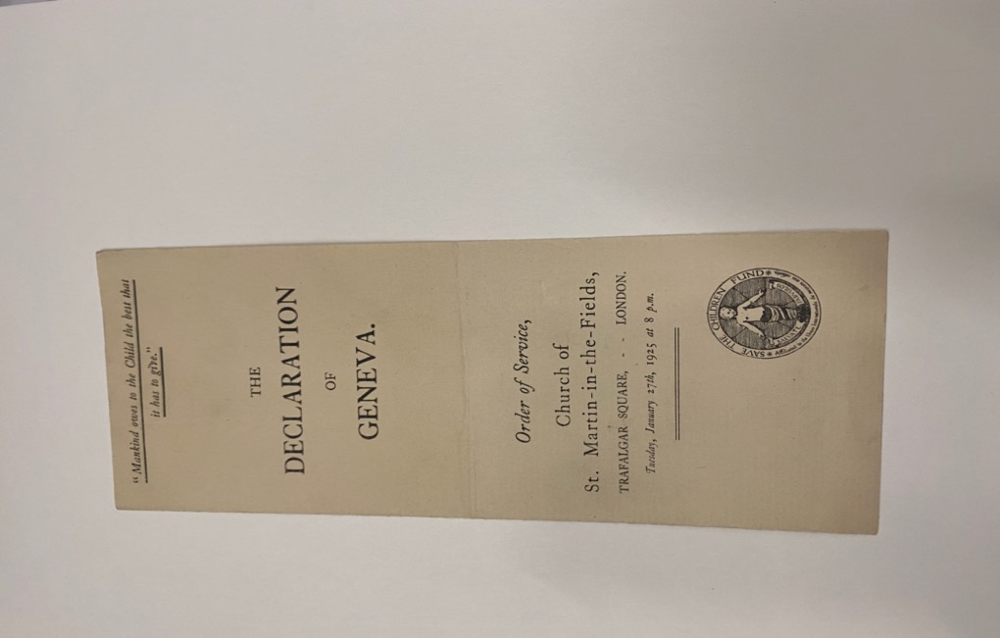 “Mankind owes to the Child the best that
it has to give.”
THE
DECLARATION
OF
GENEVA.
Order of Service,
Church of
St. Martin-in-the-Fields,
TRAFALGAR SQUARE, - - LONDON.
Tuesday, January 27th, 1925 at 8 p.m.
SAVE THE CHILDREN FUND